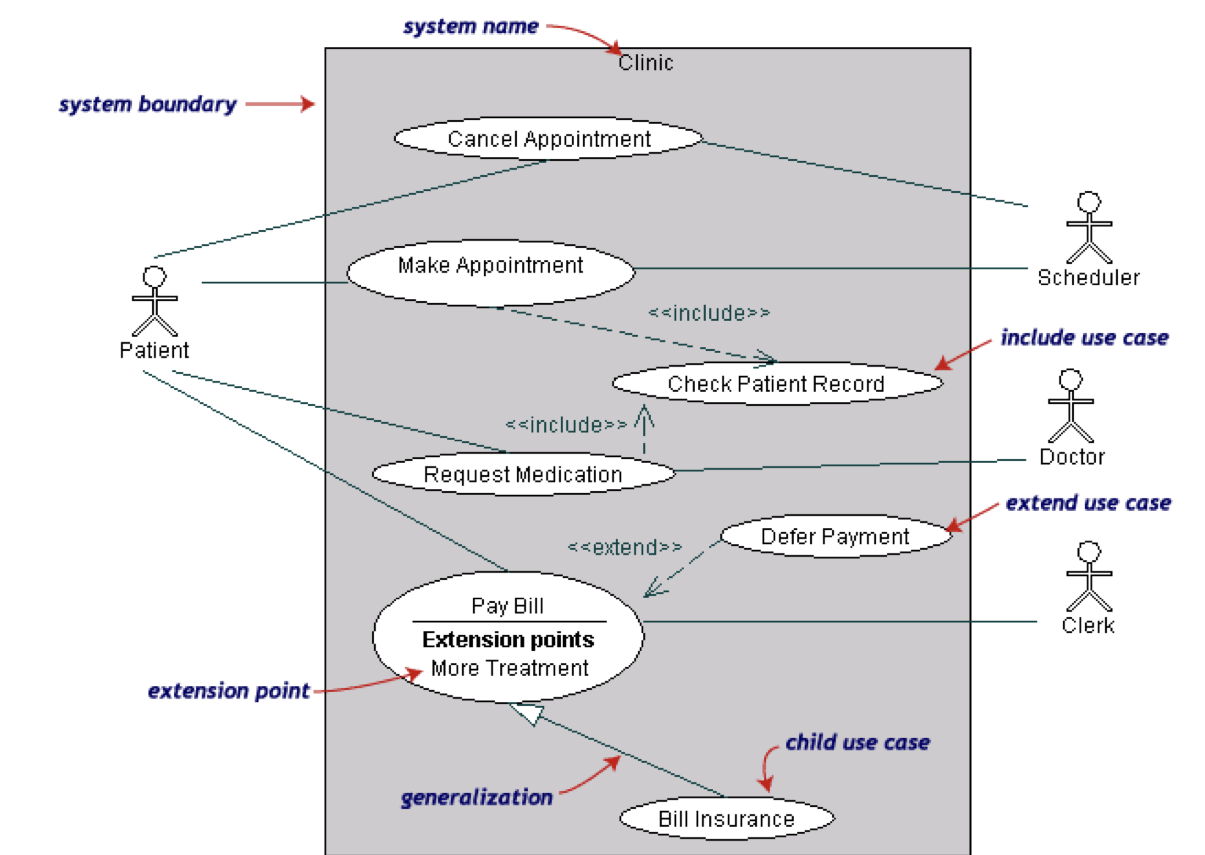 system name
Clinic
system boundary
Cancel Appointment
Make Appointment
Scheduler
<<include>>
Patient
include use case
Check Patient Record
<<include>>
Doctor
Request Medication
extend use case
Defer Payment
<<extend>>
Pay Bill
Clerk
Extension points
More Treatment
extension point
child use case
generalization
Bill Insurance